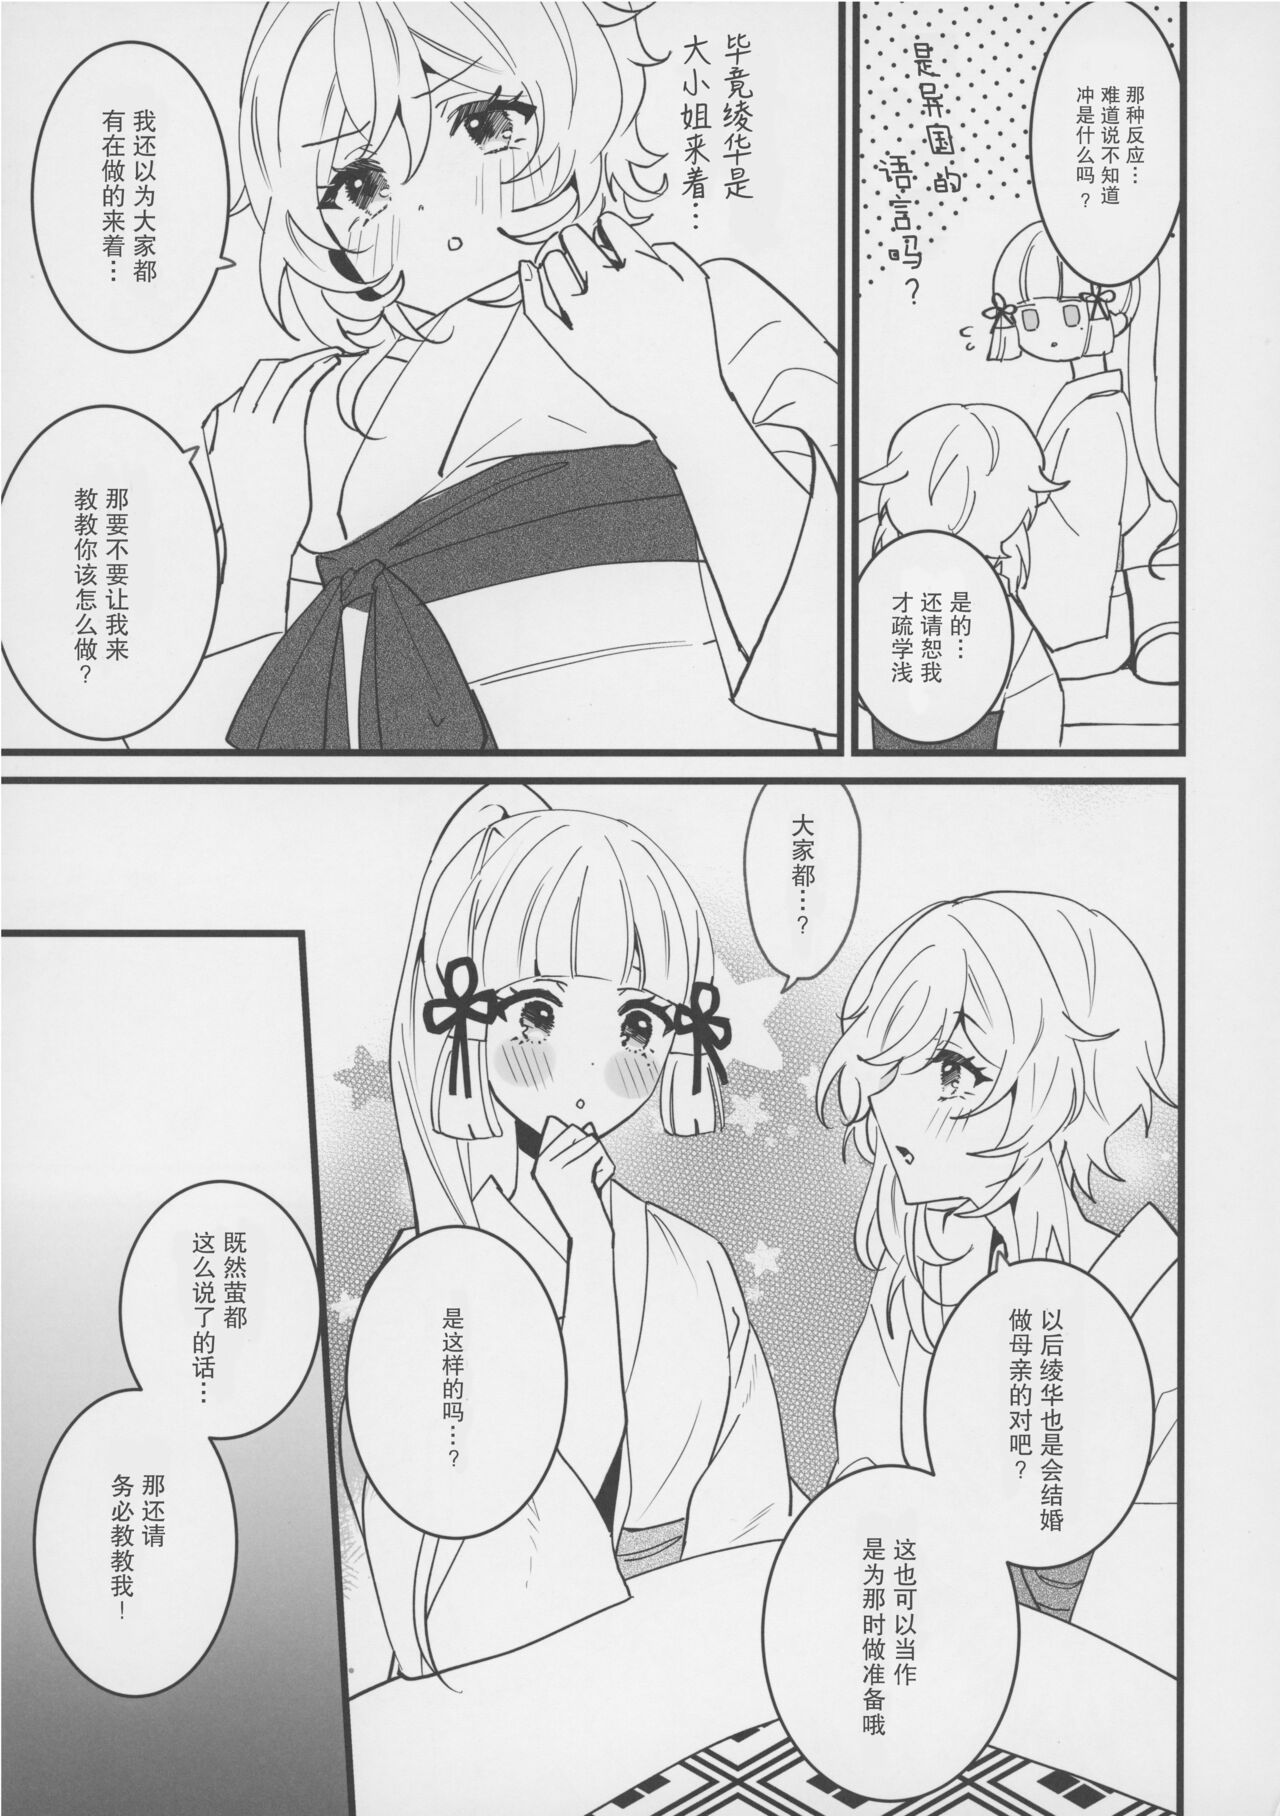 那种反应…
难道说不知道
冲是什么吗？
是异国的
语言吗？
是的…
还请恕我
才疏学浅
毕竟绫华是
大小姐来着…
我还以为大家都
有在做的来着…
那要不要让我来
教教你该怎么做？
大家都…？
以后绫华也是会结婚
做母亲的对吧？
这也可以当作
是为那时做准备哦
是这样的吗…？
既然萤都
这么说了的话…
那还请
务必教教我！